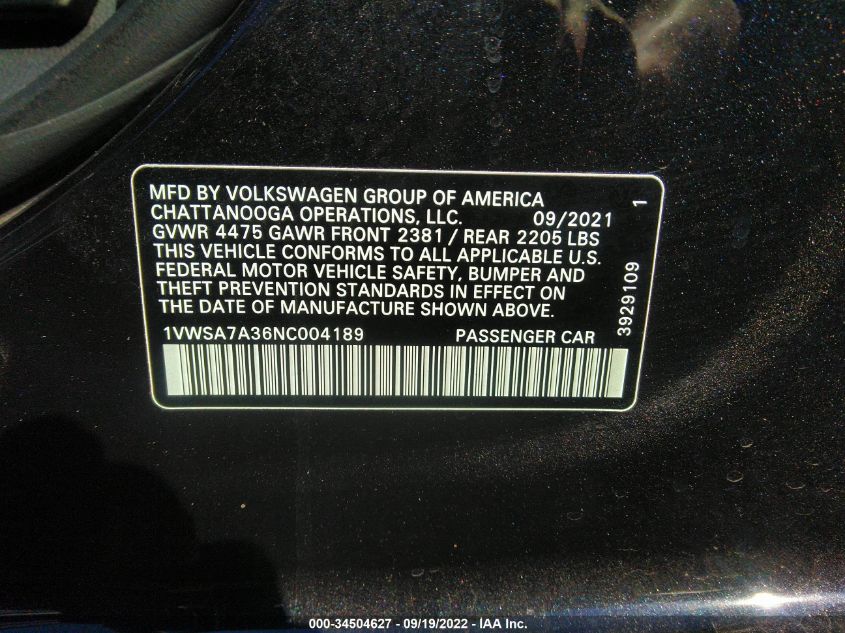 MFD BY VOLKSWAGEN GROUP OF AMERICA
CHATTANOOGA OPERATIONS, LLC. 09/2021
GVWR 4475 GAWR FRONT 2381 / REAR 2205 LBS
THIS VEHICLE CONFORMS TO ALL APPLICABLE U.S.
FEDERAL MOTOR VEHICLE SAFETY, BUMPER AND
THEFT PREVENTION STANDARDS IN EFFECT ON
THE DATE OF MANUFACTURE SHOWN ABOVE.
1VWSA7A36NC004189 PASSENGER CAR
3929109 1
000-34504627 - 09/19/2022 - IAA Inc.